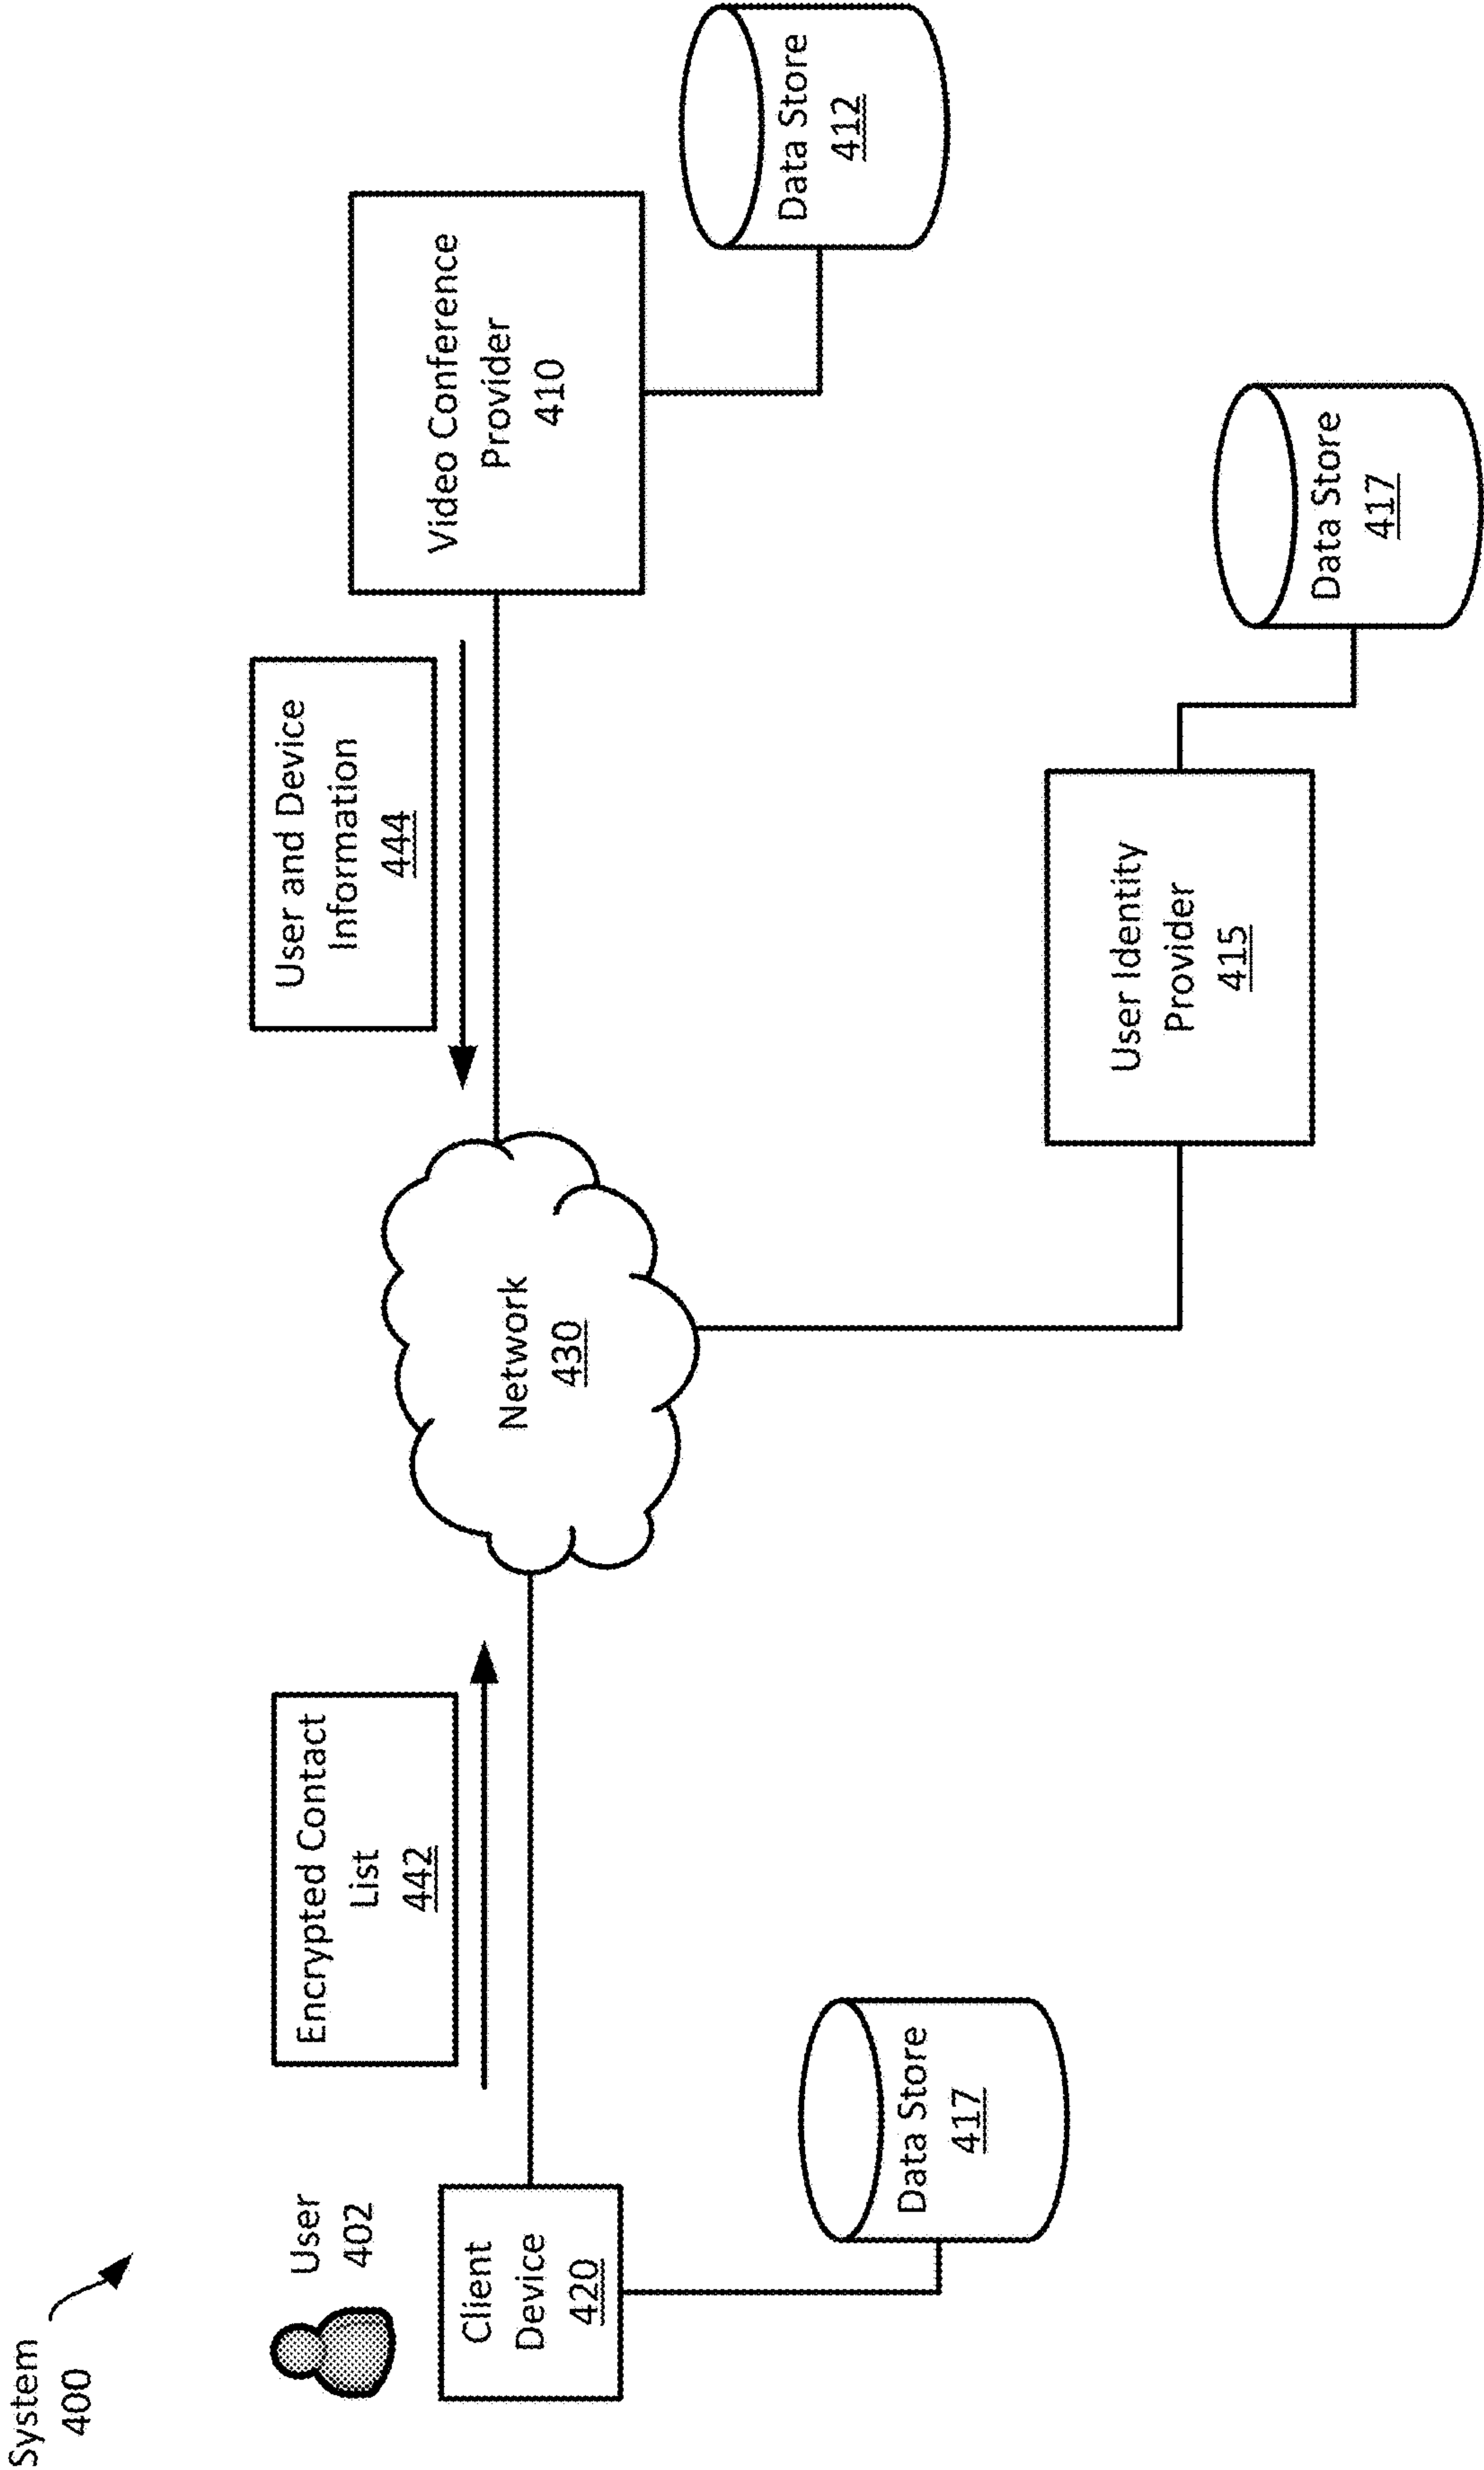 System
400
User
402
Client
Device
420
Data Store
417
Encrypted Contact
List
442
Network
430
User and Device
Information
444
Video Conference
Provider
410
Data Store
412
User Identity
Provider
415
Data Store
417